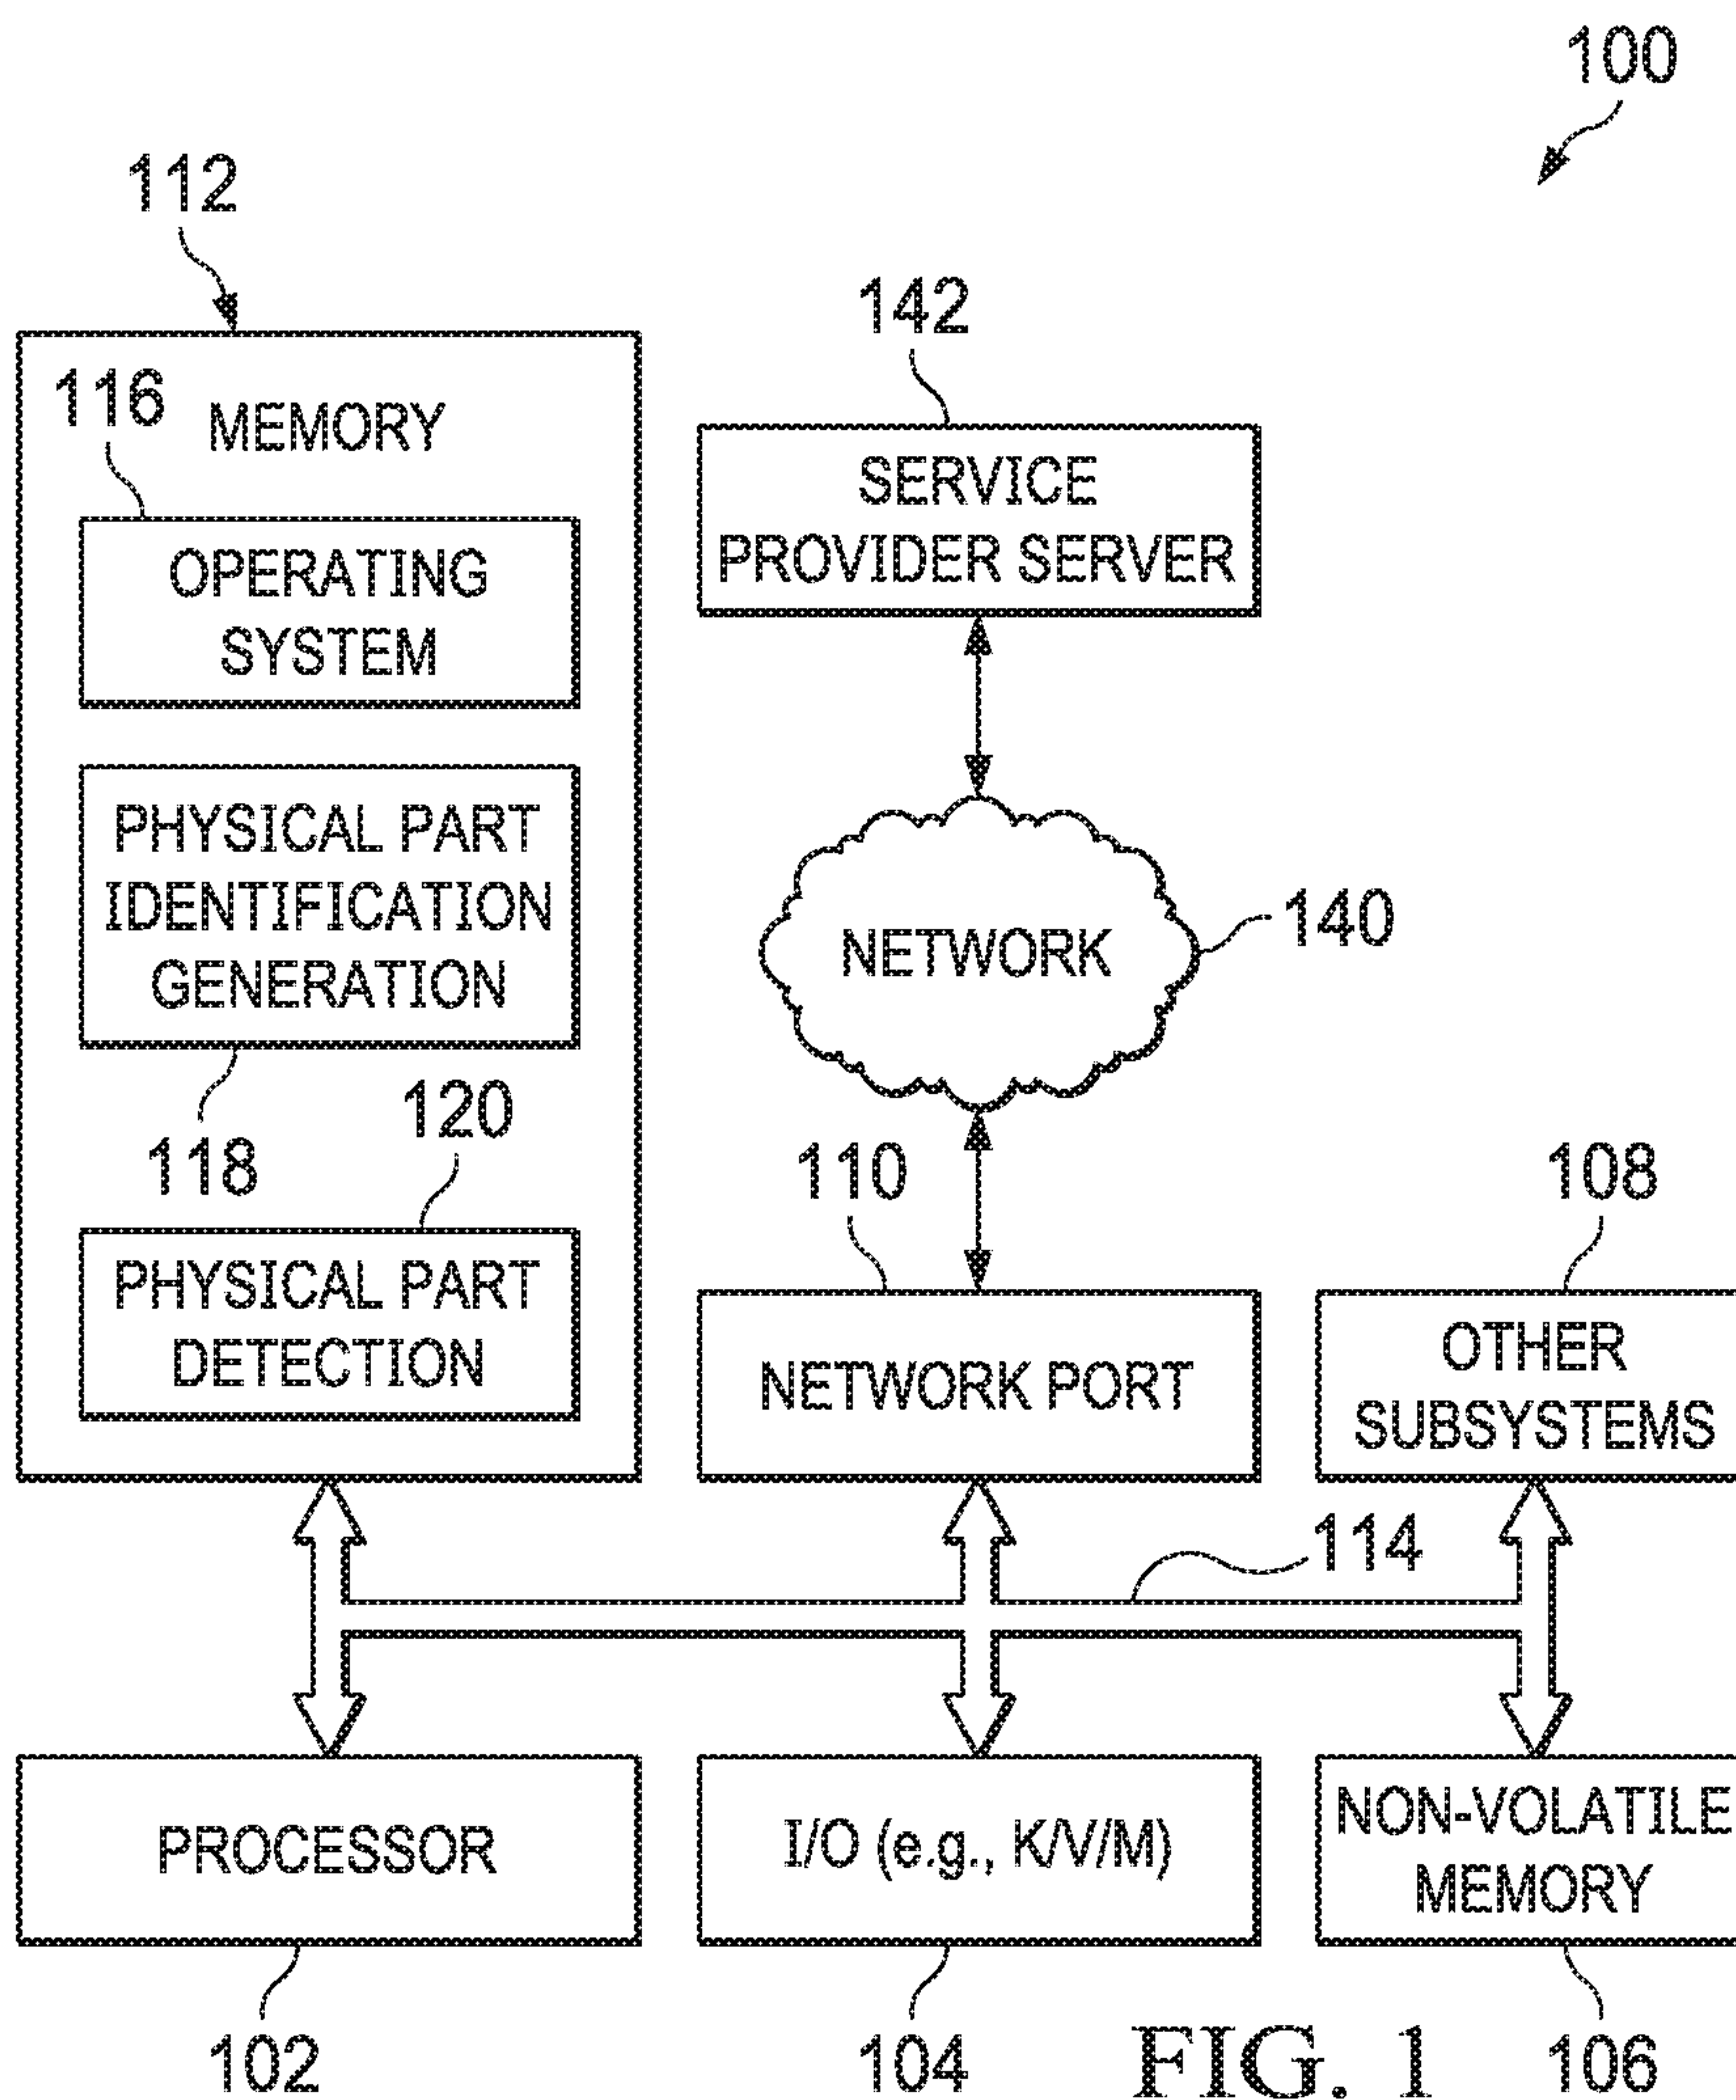 100
112
142
116
MEMORY
SERVICE
PROVIDER SERVER
OPERATING
SYSTEM
PHYSICAL PART
IDENTIFICATION
GENERATION
NETWORK
140
118
120
110
108
PHYSICAL PART
DETECTION
NETWORK PORT
OTHER
SUBSYSTEMS
114
PROCESSOR
I/O (e.g., K/V/M)
NON-VOLATILE
MEMORY
102
104
106
FIG. 1